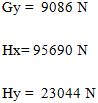 Gy = 9086 N
Hx= 95690 N
Hy = 23044 N